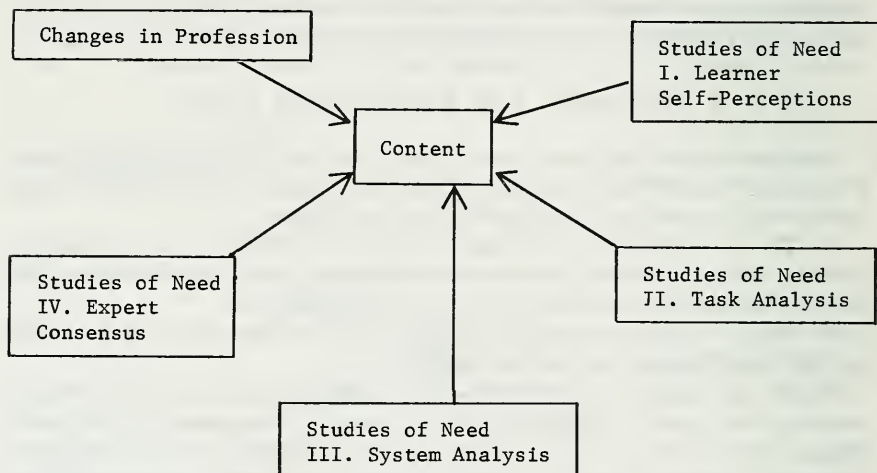 Changes in Profession
Studies of Need
I. Learner
Self-Perceptions
Content
Studies of Need
IV. Expert
Consensus
Studies of Need
JI. Task Analysis
Studies of Need
III. System Analysis